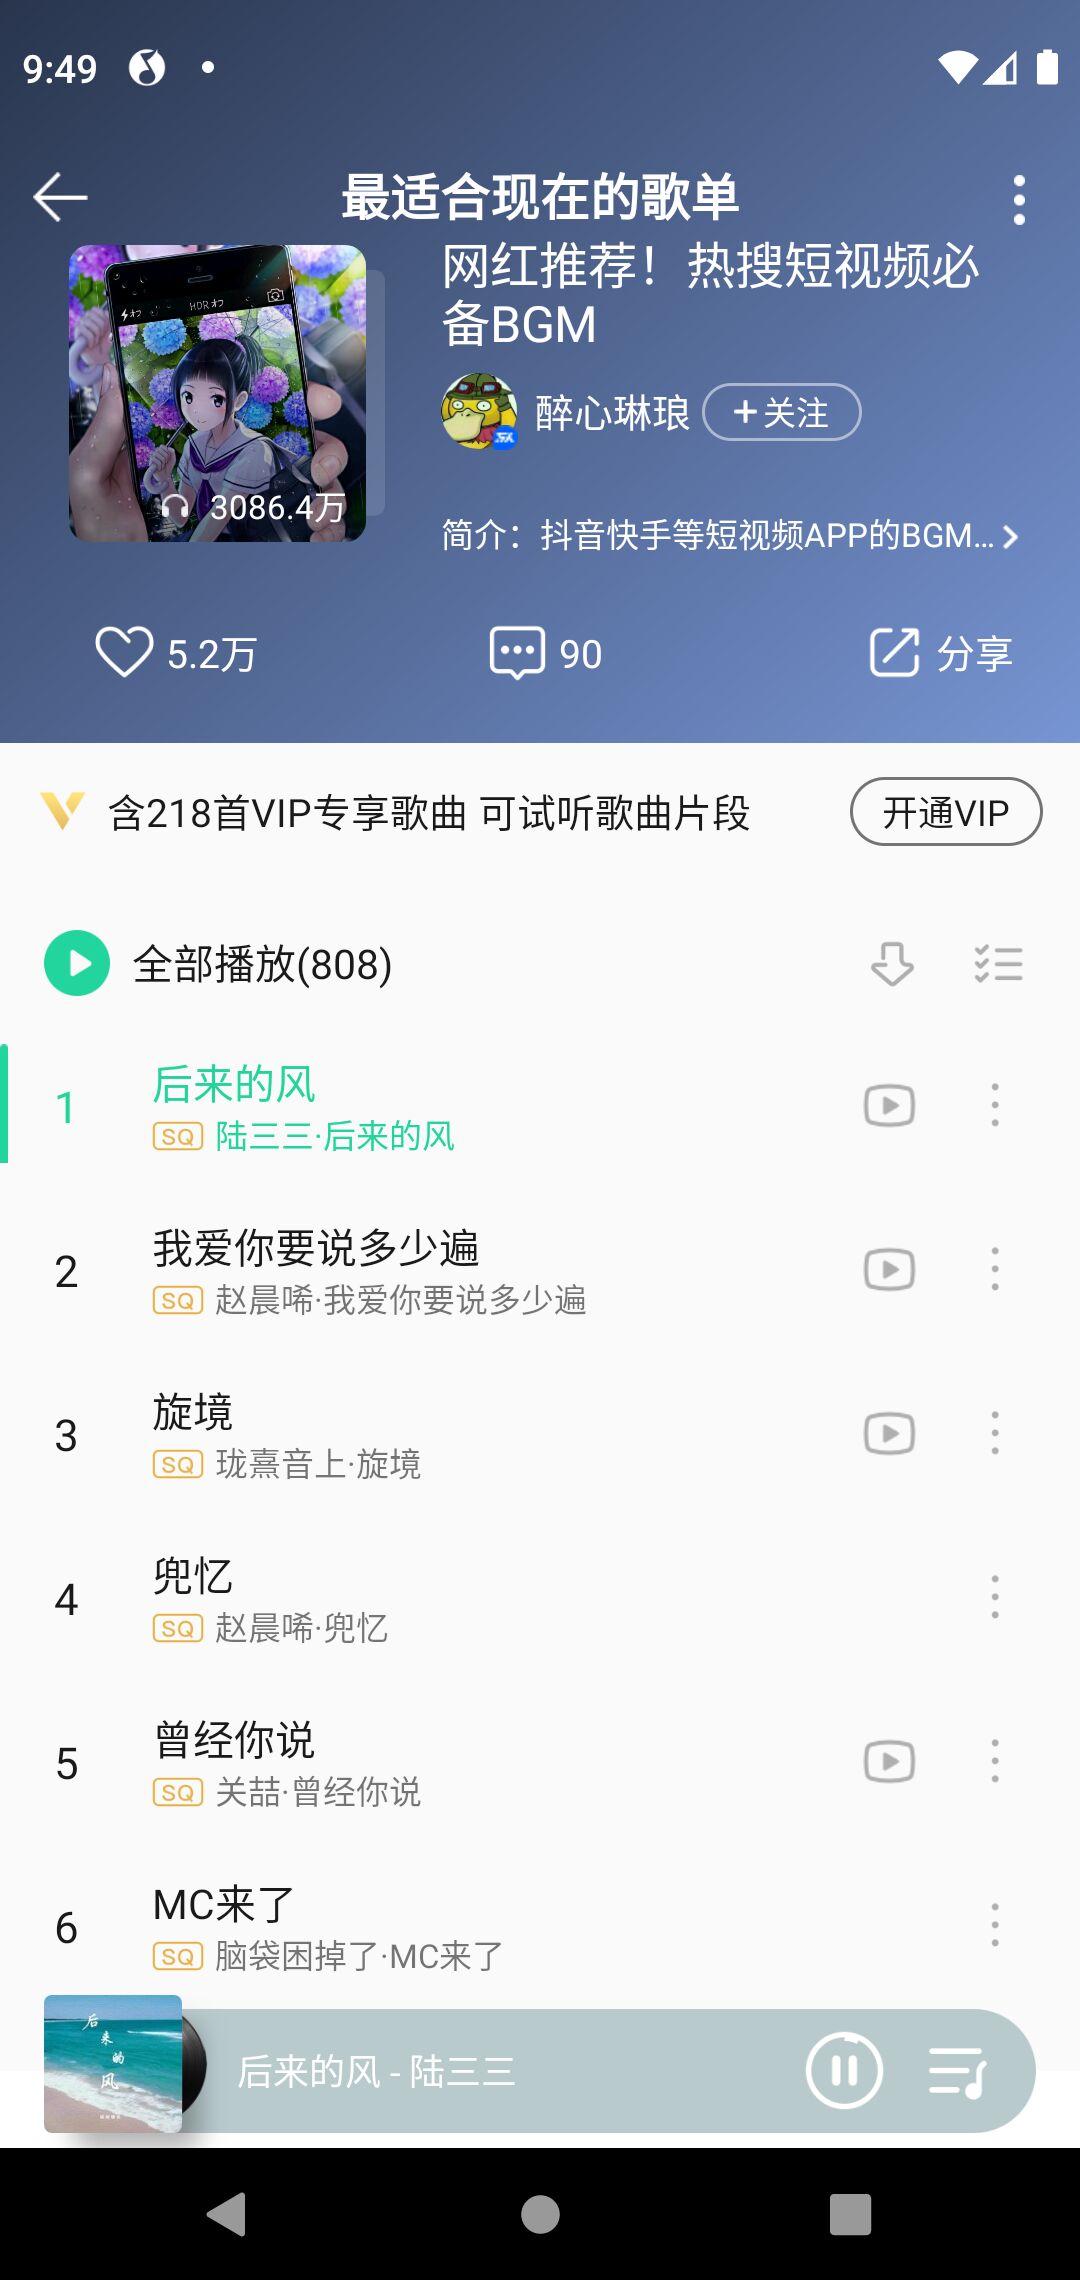 9:49
最适合现在的歌单
HDRオフ
3086.4万
网红推荐！热搜短视频必
备BGM
醉心琳琅
+关注
简介：抖音快手等短视频APP的BGM...
5.2万
90
分享
含218首VIP专享歌曲 可试听歌曲片段
开通VIP
全部播放(808)
1
后来的风
SQ 陆三三·后来的风
2
我爱你要说多少遍
SQ 赵晨唏·我爱你要说多少遍
3
旋境
SQ 珑熹音上·旋境
4
兜忆
SQ 赵晨唏·兜忆
5
曾经你说
SQ 关喆·曾经你说
6
MC来了
SQ 脑袋困掉了·MC来了
后来的风
后来的风 - 陆三三